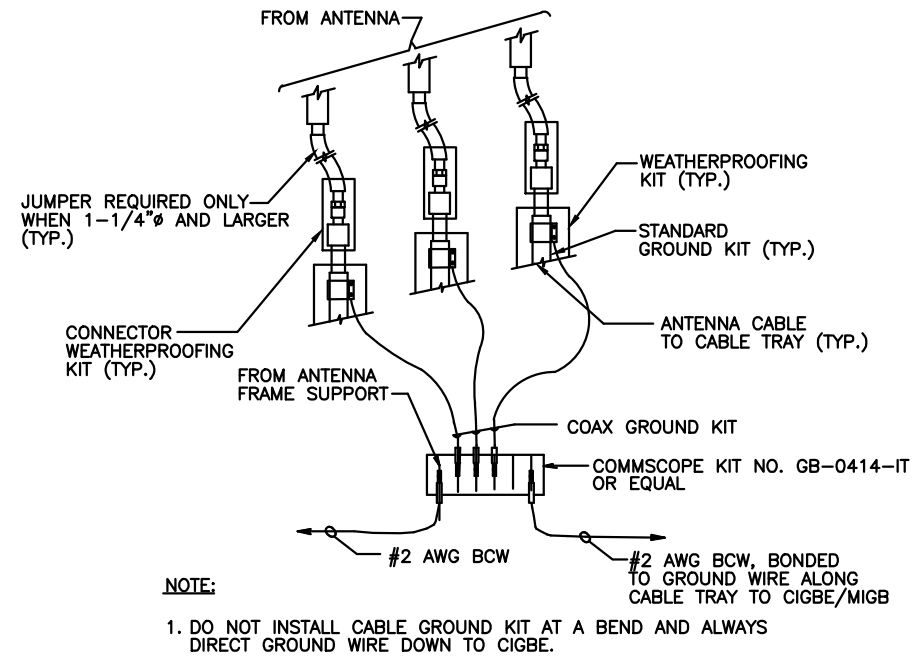 FROM ANTENNA
JUMPER REQUIRED ONLY
WHEN 1-1/4"ø AND LARGER
(TYP.)
WEATHERPROOFING
KIT (TYP.)
STANDARD
GROUND KIT (TYP.)
CONNECTOR
WEATHERPROOFING
KIT (TYP.)
ANTENNA CABLE
TO CABLE TRAY (TYP.)
FROM ANTENNA
FRAME SUPPORT
COAX GROUND KIT
COMMSCOPE KIT NO. GB-0414-IT
OR EQUAL
#2 AWG BCW
#2 AWG BCW, BONDED
TO GROUND WIRE ALONG
CABLE TRAY TO CIGBE/MIGB
NOTE:
1. DO NOT INSTALL CABLE GROUND KIT AT A BEND AND ALWAYS
DIRECT GROUND WIRE DOWN TO CIGBE.